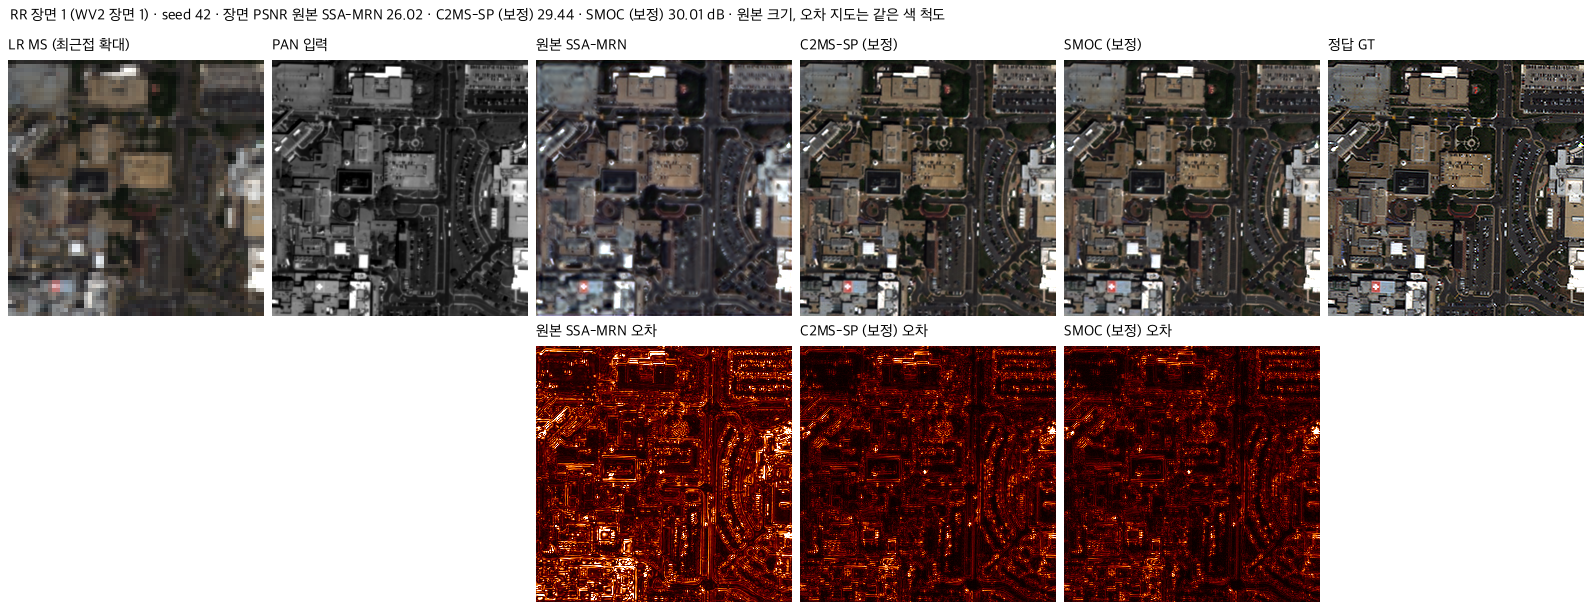 RR 장면 1 (WV2 장면 1) · seed 42 · 장면 PSNR 원본 SSA-MRN 26.02 · C2MS-SP (보정) 29.44 · SMOC (보정) 30.01 dB · 원본 크기, 오차 지도는 같은 색 척도
LR MS (최근접 확대)
PAN 입력
원본 SSA-MRN
C2MS-SP (보정)
SMOC (보정)
정답 GT
원본 SSA-MRN 오차
C2MS-SP (보정) 오차
SMOC (보정) 오차